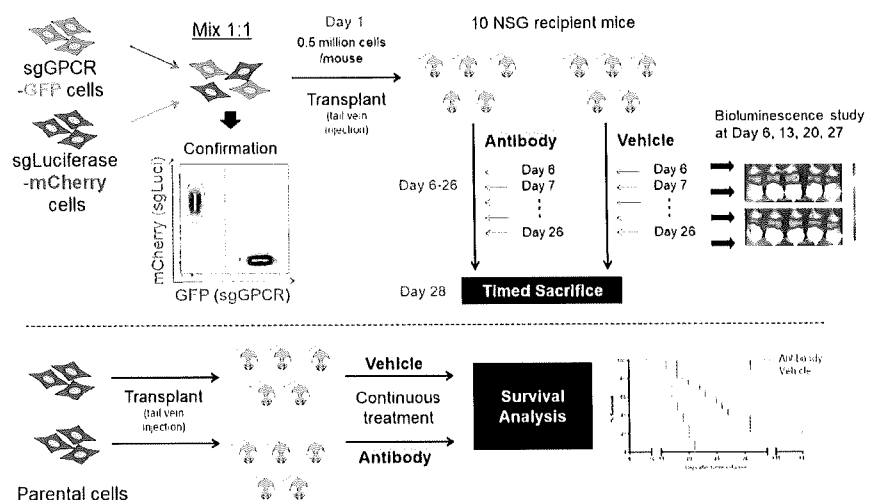 Mix 1:1
Day 1
0.5 million cells
/mouse
10 NSG recipient mice
sgGPCR
-GFP cells
Transplant
(tail vein
injection)
sgLuciferase
-mCherry
cells
Confirmation
mCherry (sgLuci)
GFP (sgGPCR)
Antibody
Vehicle
Bioluminescence study
at Day 6, 13, 20, 27
Day 6-26
Day 6
Day 7
Day 26
Day 6
Day 7
Day 26
Day 28
Timed Sacrifice
Transplant
(tail vein
injection)
Parental cells
Vehicle
Continuous
treatment
Antibody
Survival
Analysis
Antibody
Vehicle